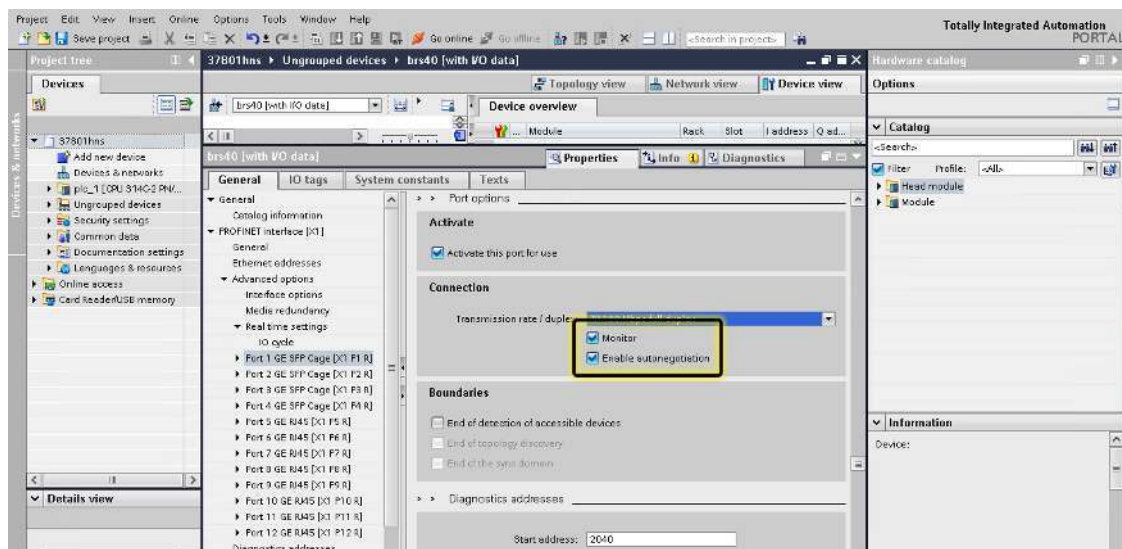 Project Edit View Insert Online Options Tools Window Help
Totally Integrated Automation
PORTAL
Save project
Go online
Go offline
<Search in project>
Project tree
37801hns ▸ Ungrouped devices ▸ brs40 [with I/O data]
Hardware catalog
Devices
Topology view
Network view
Device view
Options
brs40 [with I/O data]
Device overview
... Module Rack Slot I address Q ad...
Catalog
<Search>
Filter Profile: <All>
Head module
Module
37801hns
Add new device
Devices & networks
plc_1 [CPU 314C-2 PN/...
Ungrouped devices
Security settings
Common data
Documentation settings
Languages & resources
Online access
Card Reader/USB memory
Devices & networks
brs40 [with I/O data]
Properties
Info
Diagnostics
General
IO tags
System constants
Texts
General
Catalog information
PROFINET interface [X1]
General
Ethernet addresses
Advanced options
Interface options
Media redundancy
Real time settings
IO cycle
Port 1 GE SFP Cage [X1 P1 R]
Port 2 GE SFP Cage [X1 P2 R]
Port 3 GE SFP Cage [X1 P3 R]
Port 4 GE SFP Cage [X1 P4 R]
Port 5 GE RJ45 [X1 P5 R]
Port 6 GE RJ45 [X1 P6 R]
Port 7 GE RJ45 [X1 P7 R]
Port 8 GE RJ45 [X1 P8 R]
Port 9 GE RJ45 [X1 P9 R]
Port 10 GE RJ45 [X1 P10 R]
Port 11 GE RJ45 [X1 P11 R]
Port 12 GE RJ45 [X1 P12 R]
Diagnostics addresses
> > Port options
Activate
Activate this port for use
Connection
Transmission rate / duplex
Monitor
Enable autonegotiation
Boundaries
End of detection of accessible devices
End of topology discovery
End of the sync domain
> > Diagnostics addresses
Start address: 2040
Information
Device:
Details view